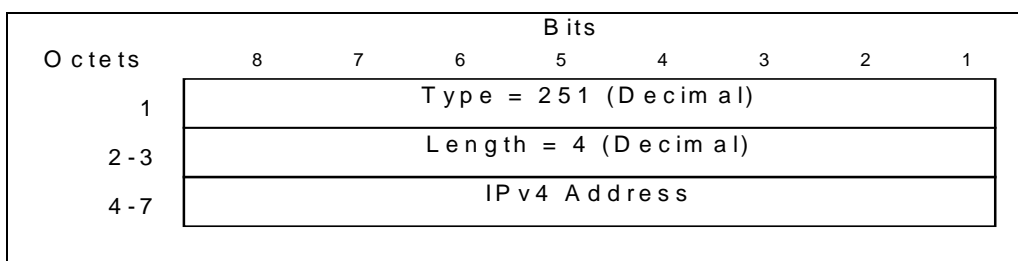 Bits
Octets 8 7 6 5 4 3 2 1
1 Type = 251 (Decimal)
2-3 Length = 4 (Decimal)
4-7 IPv4 Address